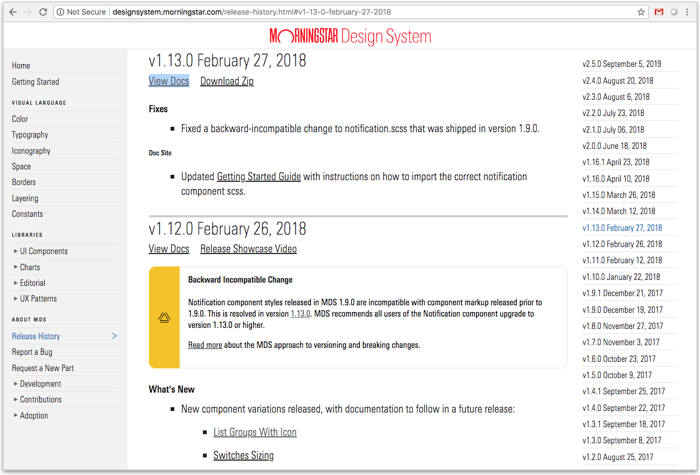 Not Secure | designsystem.morningstar.com/release-history.html#v1-13-0-february-27-2018
MORNINGSTAR Design System
Home
Getting Started
VISUAL LANGUAGE
Color
Typography
Iconography
Space
Borders
Layering
Constants
LIBRARIES
UI Components
Charts
Editorial
UX Patterns
ABOUT MDS
Release History
Report a Bug
Request a New Part
Development
Contributions
Adoption
v1.13.0 February 27, 2018
View Docs Download Zip
Fixes
Fixed a backward-incompatible change to notification.scss that was shipped in version 1.9.0.
Doc Site
Updated Getting Started Guide with instructions on how to import the correct notification
component scss.
v1.12.0 February 26, 2018
View Docs Release Showcase Video
Backward Incompatible Change
Notification component styles released in MDS 1.9.0 are incompatible with component markup released prior to
1.9.0. This is resolved in version 1.13.0. MDS recommends all users of the Notification component upgrade to
version 1.13.0 or higher.
Read more about the MDS approach to versioning and breaking changes.
What's New
New component variations released, with documentation to follow in a future release:
List Groups With Icon
Switches Sizing
v2.5.0 September 5, 2019
v2.4.0 August 20, 2018
v2.3.0 August 6, 2018
v2.2.0 July 23, 2018
v2.1.0 July 06, 2018
v2.0.0 June 18, 2018
v1.16.1 April 23, 2018
v1.16.0 April 10, 2018
v1.15.0 March 26, 2018
v1.14.0 March 12, 2018
v1.13.0 February 27, 2018
v1.12.0 February 26, 2018
v1.11.0 February 12, 2018
v1.10.0 January 22, 2018
v1.9.1 December 21, 2017
v1.9.0 December 19, 2017
v1.8.0 November 27, 2017
v1.7.0 November 3, 2017
v1.6.0 October 23, 2017
v1.5.0 October 9, 2017
v1.4.1 September 25, 2017
v1.4.0 September 22, 2017
v1.3.1 September 18, 2017
v1.3.0 September 8, 2017
v1.2.0 August 25, 2017